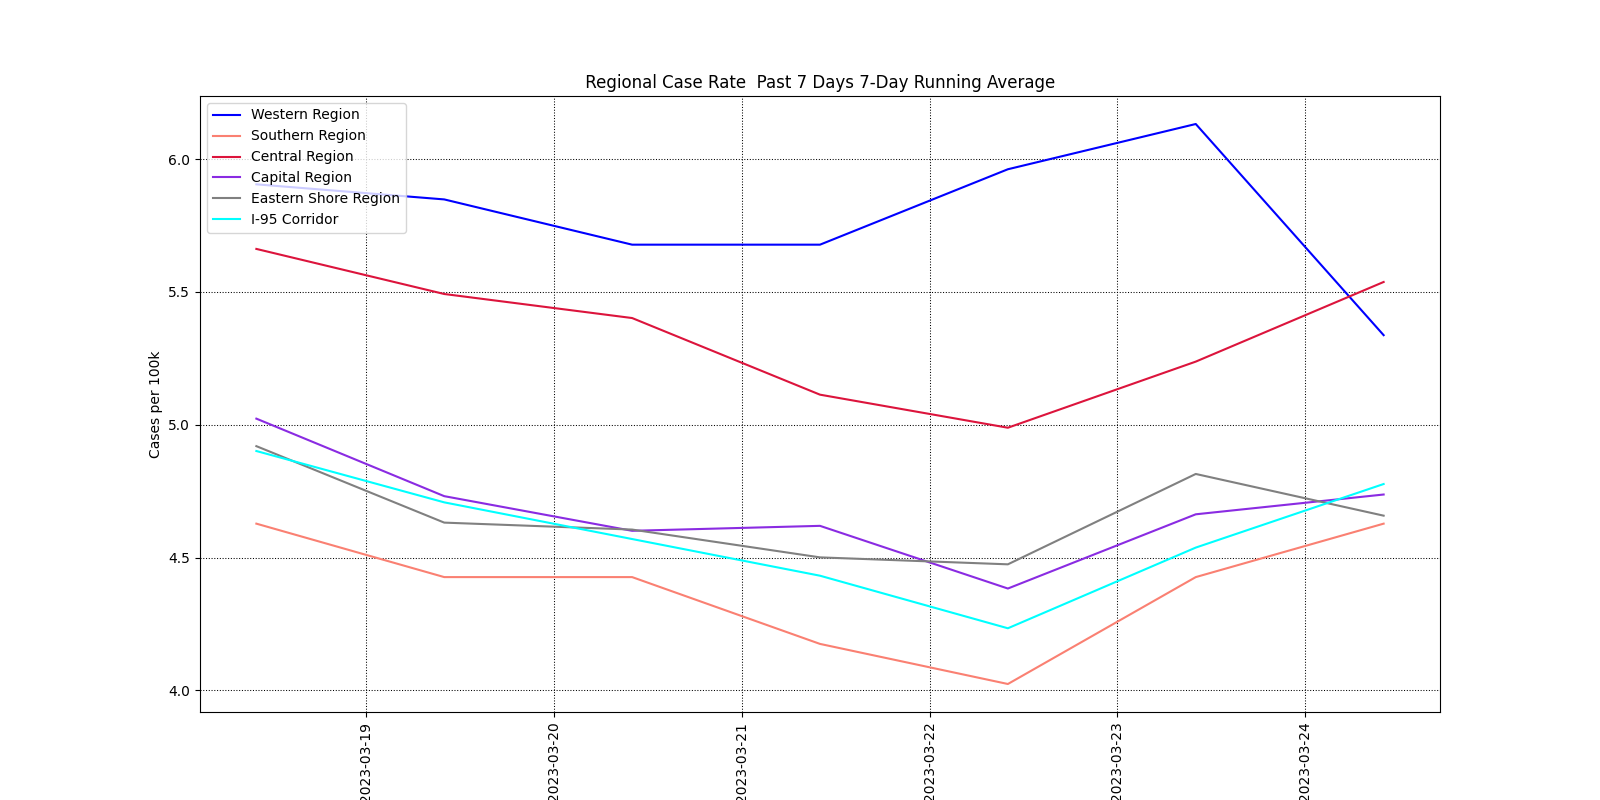 Regional Case Rate  Past 7 Days 7-Day Running Average
Western Region
Southern Region
Central Region
Capital Region
Eastern Shore Region
I-95 Corridor
Cases per 100k
6.0
5.5
5.0
4.5
4.0
2023-03-19
2023-03-20
2023-03-21
2023-03-22
2023-03-23
2023-03-24